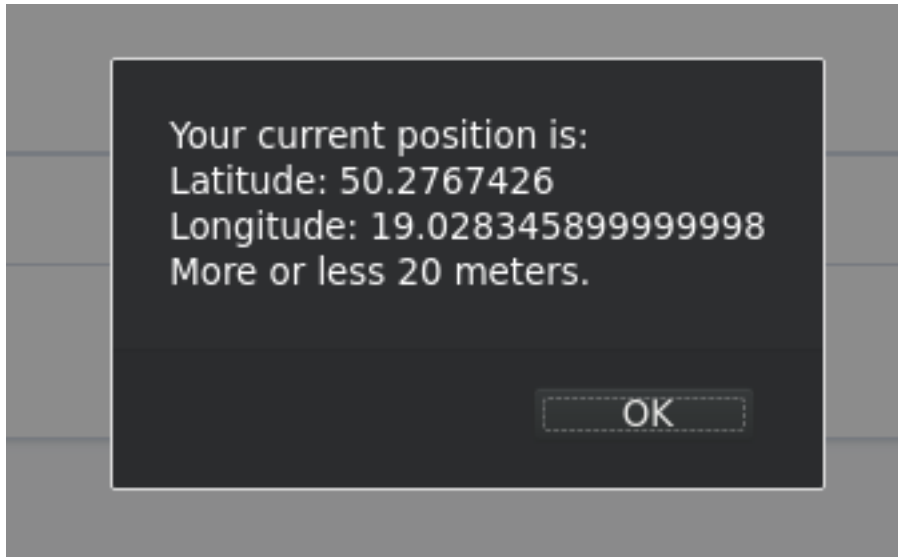 Your current position is:
Latitude: 50.2767426
Longitude: 19.028345899999998
More or less 20 meters.
OK